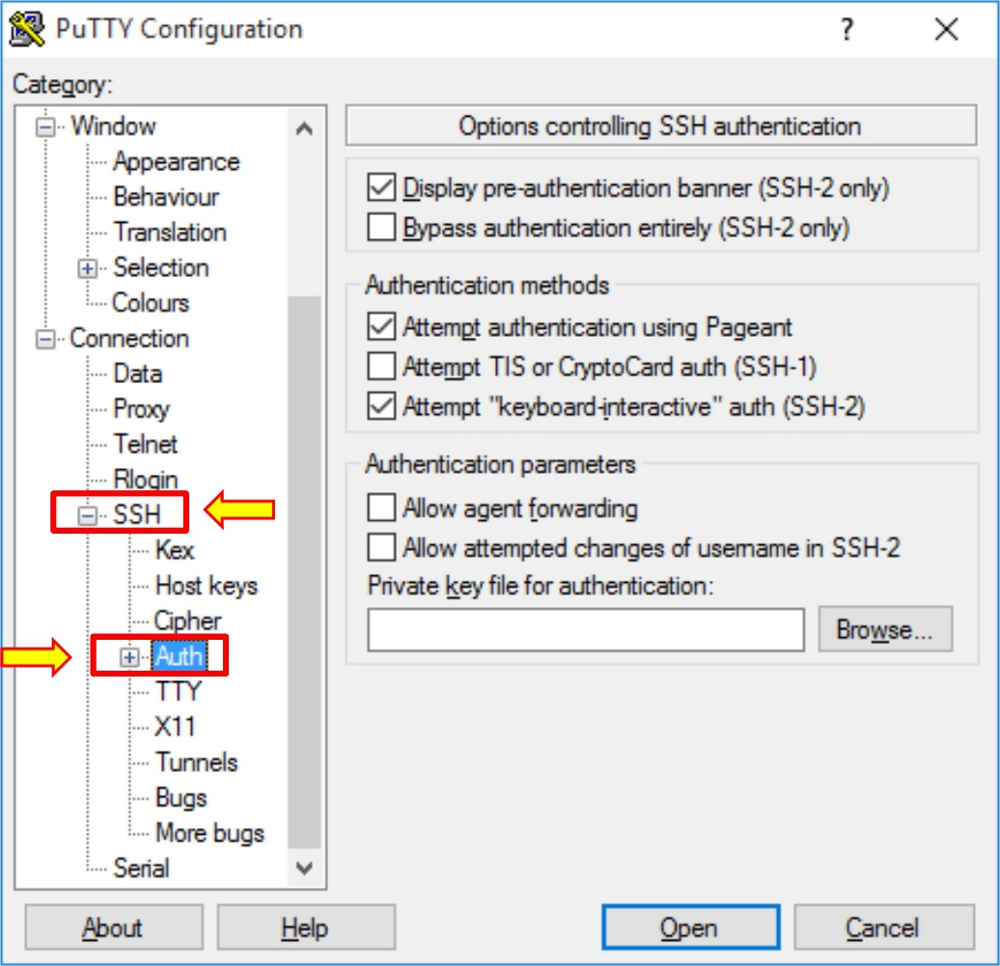 PuTTY Configuration
?
Category:
Window
Appearance
Behaviour
Translation
Selection
Colours
Connection
Data
Proxy
Telnet
Rlogin
SSH
Kex
Host keys
Cipher
Auth
TTY
X11
Tunnels
Bugs
More bugs
Serial
Options controlling SSH authentication
Display pre-authentication banner (SSH-2 only)
Bypass authentication entirely (SSH-2 only)
Authentication methods
Attempt authentication using Pageant
Attempt TIS or CryptoCard auth (SSH-1)
Attempt "keyboard-interactive" auth (SSH-2)
Authentication parameters
Allow agent forwarding
Allow attempted changes of username in SSH-2
Private key file for authentication:
Browse...
About
Help
Open
Cancel